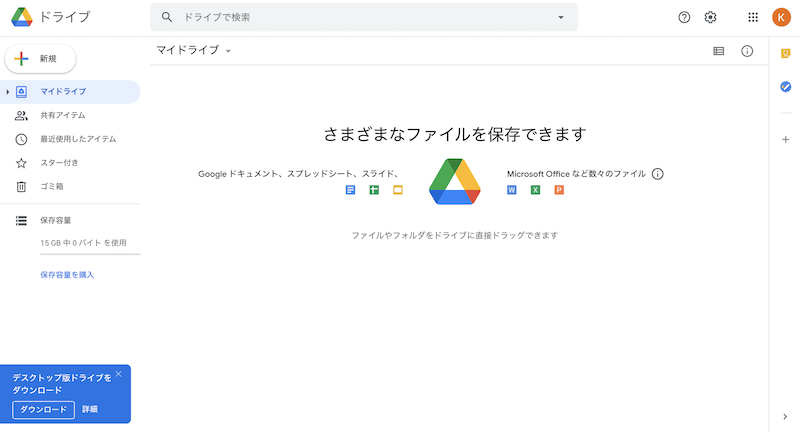 ドライブ
ドライブで検索
K
新規
マイドライブ
マイドライブ
共有アイテム
最近使用したアイテム
スター付き
ゴミ箱
保存容量
15 GB 中 0 バイト を使用
保存容量を購入
さまざまなファイルを保存できます
Google ドキュメント、スプレッドシート、スライド、
Microsoft Office など数々のファイル
W X P
ファイルやフォルダをドライブに直接ドラッグできます
デスクトップ版ドライブを
ダウンロード
ダウンロード 詳細